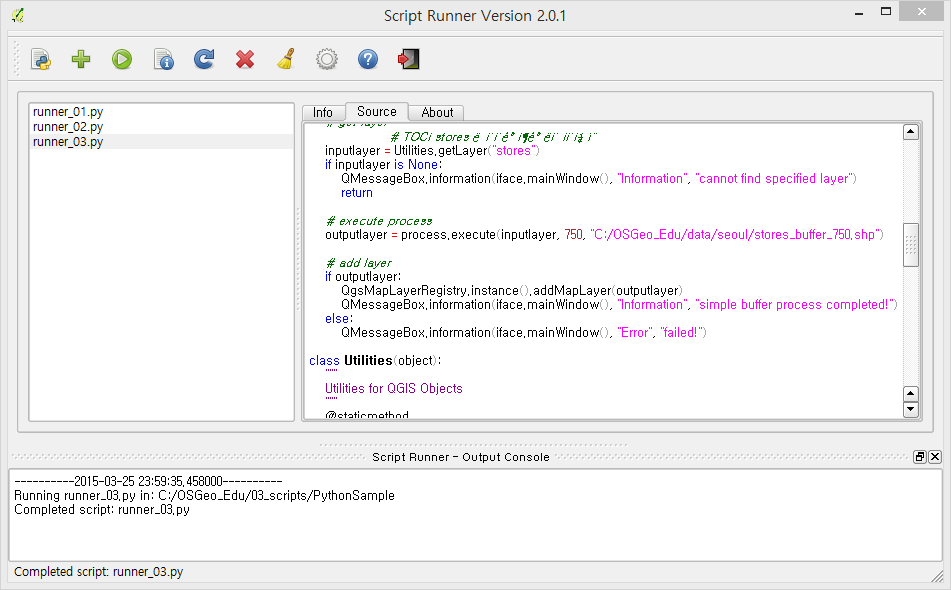 Script Runner Version 2.0.1
runner_01.py
runner_02.py
runner_03.py
Info Source About
# TOC
inputlayer = Utilities.getLayer("stores")
if inputlayer is None:
QMessageBox.information(iface.mainWindow(), "Information", "cannot find specified layer")
return
# execute process
outputlayer = process.execute(inputlayer, 750, "C:/OSGeo_Edu/data/seoul/stores_buffer_750.shp")
# add layer
if outputlayer:
QgsMapLayerRegistry.instance().addMapLayer(outputlayer)
QMessageBox.information(iface.mainWindow(), "Information", "simple buffer process completed!")
else:
QMessageBox.information(iface.mainWindow(), "Error", "failed!")
class Utilities(object):
"""
Utilities for QGIS Objects
"""
@staticmethod
Script Runner - Output Console
----------2015-03-25 23:59:35.458000----------
Running runner_03.py in: C:/OSGeo_Edu/03_scripts/PythonSample
Completed script: runner_03.py
Completed script: runner_03.py